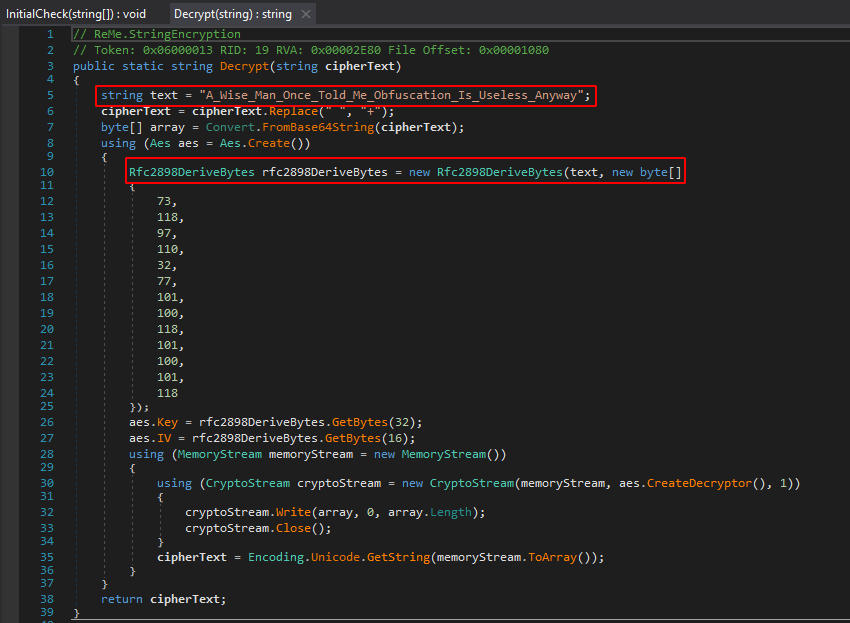 InitialCheck(string[]) : void Decrypt(string) : string ×
1 // ReMe.StringEncryption
2 // Token: 0x06000013 RID: 19 RVA: 0x00002E80 File Offset: 0x00001080
3 public static string Decrypt(string cipherText)
4 {
5 string text = "A_Wise_Man_Once_Told_Me_Obfuscation_Is_Useless_Anyway";
6 cipherText = cipherText.Replace(" ", "+");
7 byte[] array = Convert.FromBase64String(cipherText);
8 using (Aes aes = Aes.Create())
9 {
10 Rfc2898DeriveBytes rfc2898DeriveBytes = new Rfc2898DeriveBytes(text, new byte[]
11 {
12 73,
13 118,
14 97,
15 110,
16 32,
17 77,
18 101,
19 100,
20 118,
21 101,
22 100,
23 101,
24 118
25 });
26 aes.Key = rfc2898DeriveBytes.GetBytes(32);
27 aes.IV = rfc2898DeriveBytes.GetBytes(16);
28 using (MemoryStream memoryStream = new MemoryStream())
29 {
30 using (CryptoStream cryptoStream = new CryptoStream(memoryStream, aes.CreateDecryptor(), 1))
31 {
32 cryptoStream.Write(array, 0, array.Length);
33 cryptoStream.Close();
34 }
35 cipherText = Encoding.Unicode.GetString(memoryStream.ToArray());
36 }
37 }
38 return cipherText;
39 }